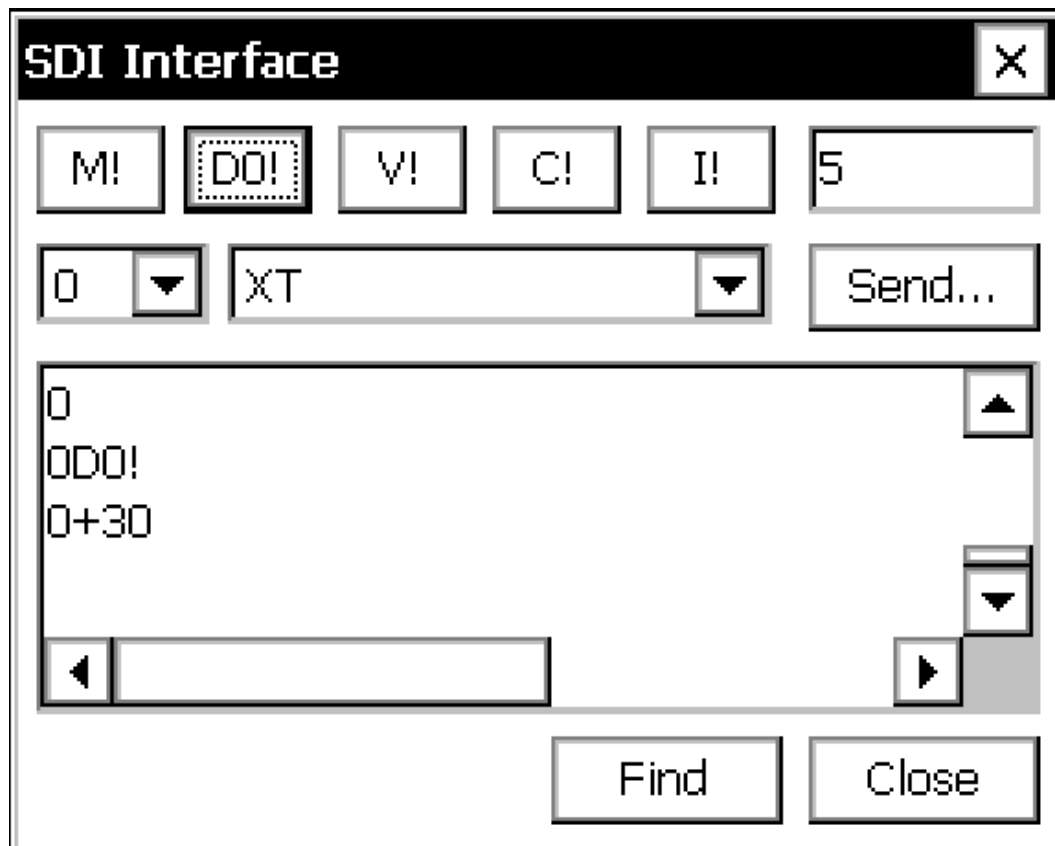 SDI Interface
M! D0! V! C! I! 5
0 XT Send...
0
0D0!
0+30
Find Close